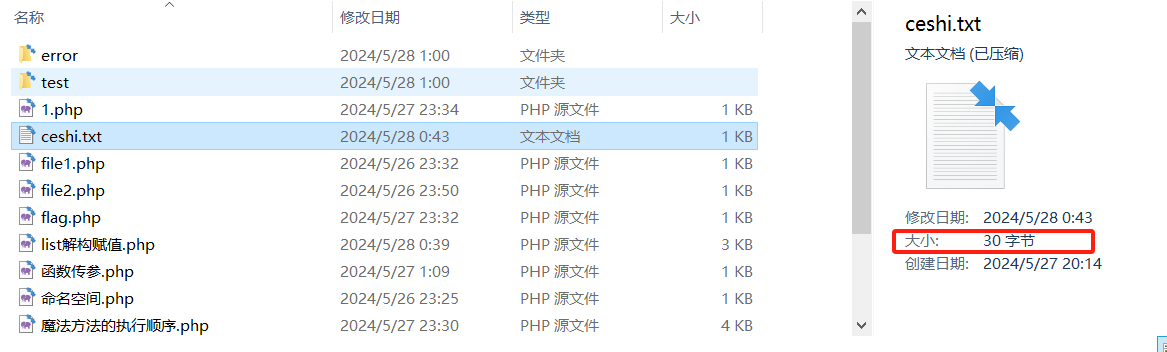 名称 修改日期 类型 大小
error 2024/5/28 1:00 文件夹
test 2024/5/28 1:00 文件夹
1.php 2024/5/27 23:34 PHP 源文件 1 KB
ceshi.txt 2024/5/28 0:43 文本文档 1 KB
file1.php 2024/5/26 23:32 PHP 源文件 1 KB
file2.php 2024/5/26 23:50 PHP 源文件 1 KB
flag.php 2024/5/27 23:32 PHP 源文件 1 KB
list解构赋值.php 2024/5/28 0:39 PHP 源文件 3 KB
函数传参.php 2024/5/27 1:09 PHP 源文件 1 KB
命名空间.php 2024/5/26 23:25 PHP 源文件 1 KB
魔法方法的执行顺序.php 2024/5/27 23:30 PHP 源文件 4 KB
ceshi.txt
文本文档 (已压缩)
修改日期: 2024/5/28 0:43
大小: 30 字节
创建日期: 2024/5/27 20:14